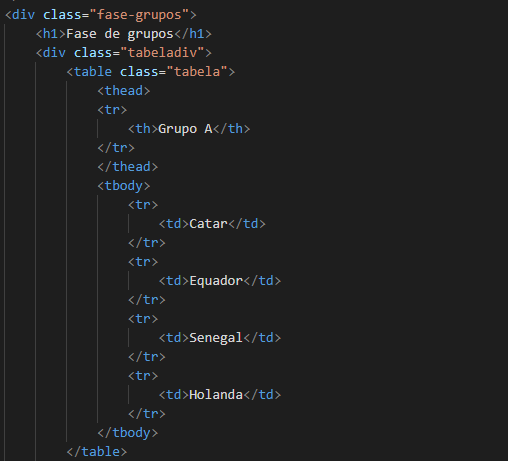 <div class="fase-grupos">
<h1>Fase de grupos</h1>
<div class="tabeladiv">
<table class="tabela">
<thead>
<tr>
<th>Grupo A</th>
</tr>
</thead>
<tbody>
<tr>
<td>Catar</td>
</tr>
<tr>
<td>Equador</td>
</tr>
<tr>
<td>Senegal</td>
</tr>
<tr>
<td>Holanda</td>
</tr>
</tbody>
</table>